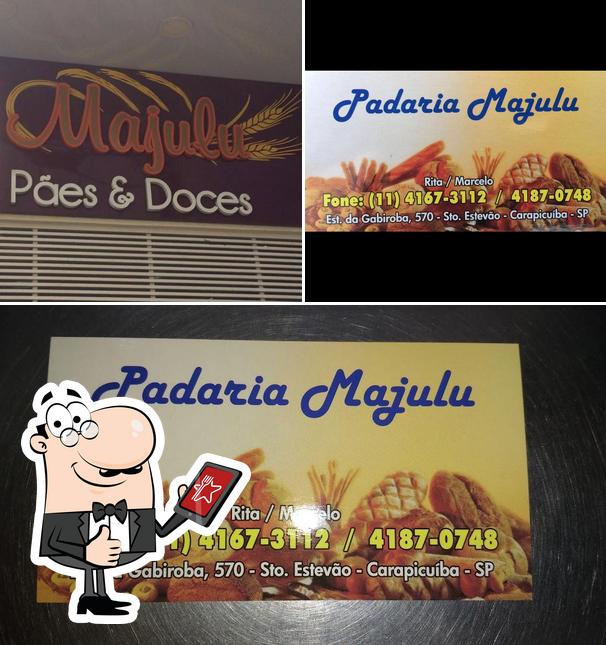 Majulu
Pães & Doces
Padaria Majulu
Rita / Marcelo
Fone: (11) 4167-3112 / 4187-0748
Est. da Gabiroba, 570 - Sto. Estevão - Carapicuíba - SP
Padaria Majulu
Rita /
4167-3112 / 4187-0748
Gabiroba, 570 - Sto. Estevão - Carapicuíba - SP